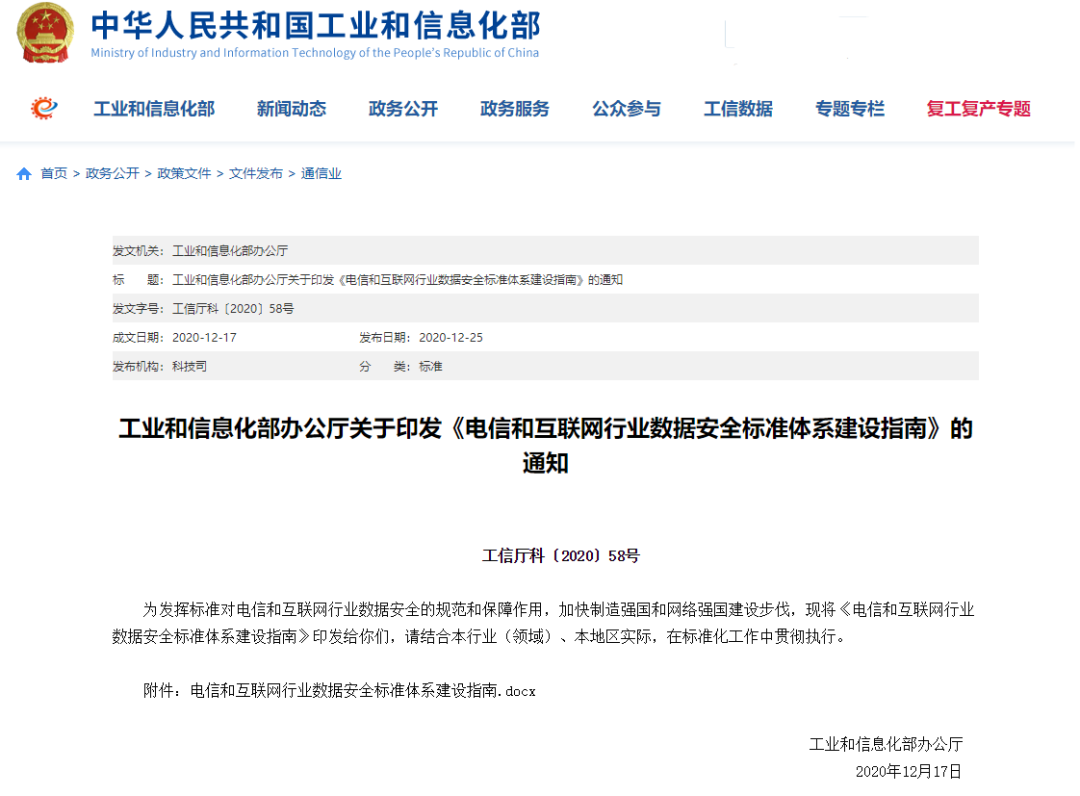 中华人民共和国工业和信息化部
Ministry of Industry and Information Technology of the People's Republic of China
工业和信息化部 新闻动态 政务公开 政务服务 公众参与 工信数据 专题专栏 复工复产专题
首页 > 政务公开 > 政策文件 > 文件发布 > 通信业
发文机关： 工业和信息化部办公厅
标 题： 工业和信息化部办公厅关于印发《电信和互联网行业数据安全标准体系建设指南》的通知
发文字号： 工信厅科〔2020〕58号
成文日期： 2020-12-17 发布日期： 2020-12-25
发布机构： 科技司 分 类： 标准
工业和信息化部办公厅关于印发《电信和互联网行业数据安全标准体系建设指南》的
通知
工信厅科〔2020〕58号
为发挥标准对电信和互联网行业数据安全的规范和保障作用，加快制造强国和网络强国建设步伐，现将《电信和互联网行业
数据安全标准体系建设指南》印发给你们，请结合本行业（领域）、本地区实际，在标准化工作中贯彻执行。
附件：电信和互联网行业数据安全标准体系建设指南.docx
工业和信息化部办公厅
2020年12月17日